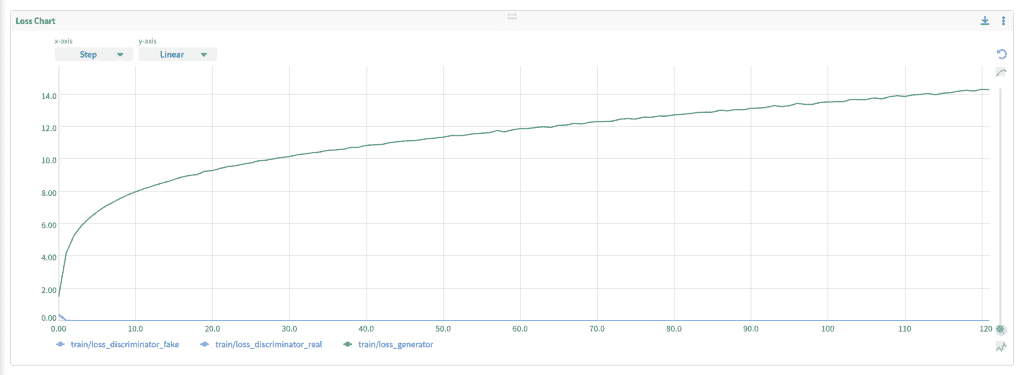 Loss Chart
x-axis y-axis
Step Linear
14.0
12.0
10.0
8.00
6.00
4.00
2.00
0.00
0.00 10.0 20.0 30.0 40.0 50.0 60.0 70.0 80.0 90.0 100 110 120
train/loss_discriminator_fake train/loss_discriminator_real train/loss_generator